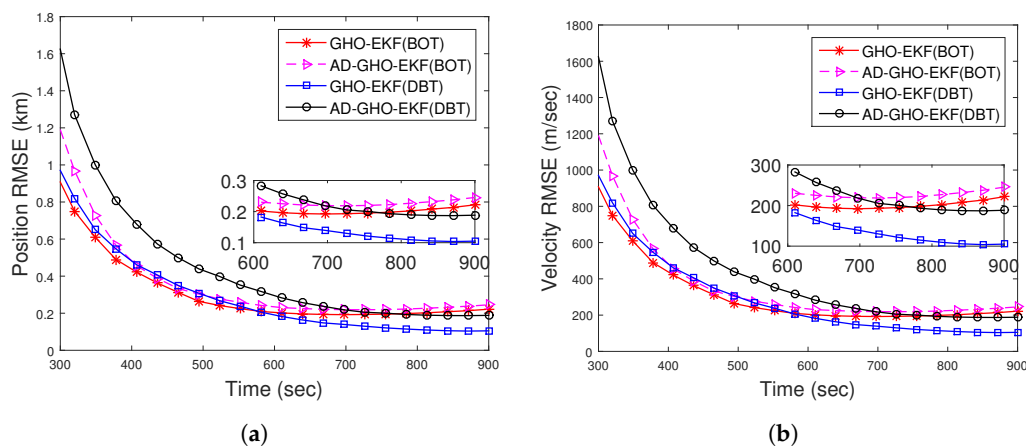 1.8
1.6
1.4
1.2
1
0.8
0.6
0.4
0.2
0
Position RMSE (km)
GHO-EKF(BOT)
AD-GHO-EKF(BOT)
GHO-EKF(DBT)
AD-GHO-EKF(DBT)
0.3
0.2
0.1
600 700 800 900
300 400 500 600 700 800 900
Time (sec)
(a)
1800
1600
1400
1200
1000
800
600
400
200
0
Velocity RMSE (m/sec)
GHO-EKF(BOT)
AD-GHO-EKF(BOT)
GHO-EKF(DBT)
AD-GHO-EKF(DBT)
300
200
100
600 700 800 900
300 400 500 600 700 800 900
Time (sec)
(b)